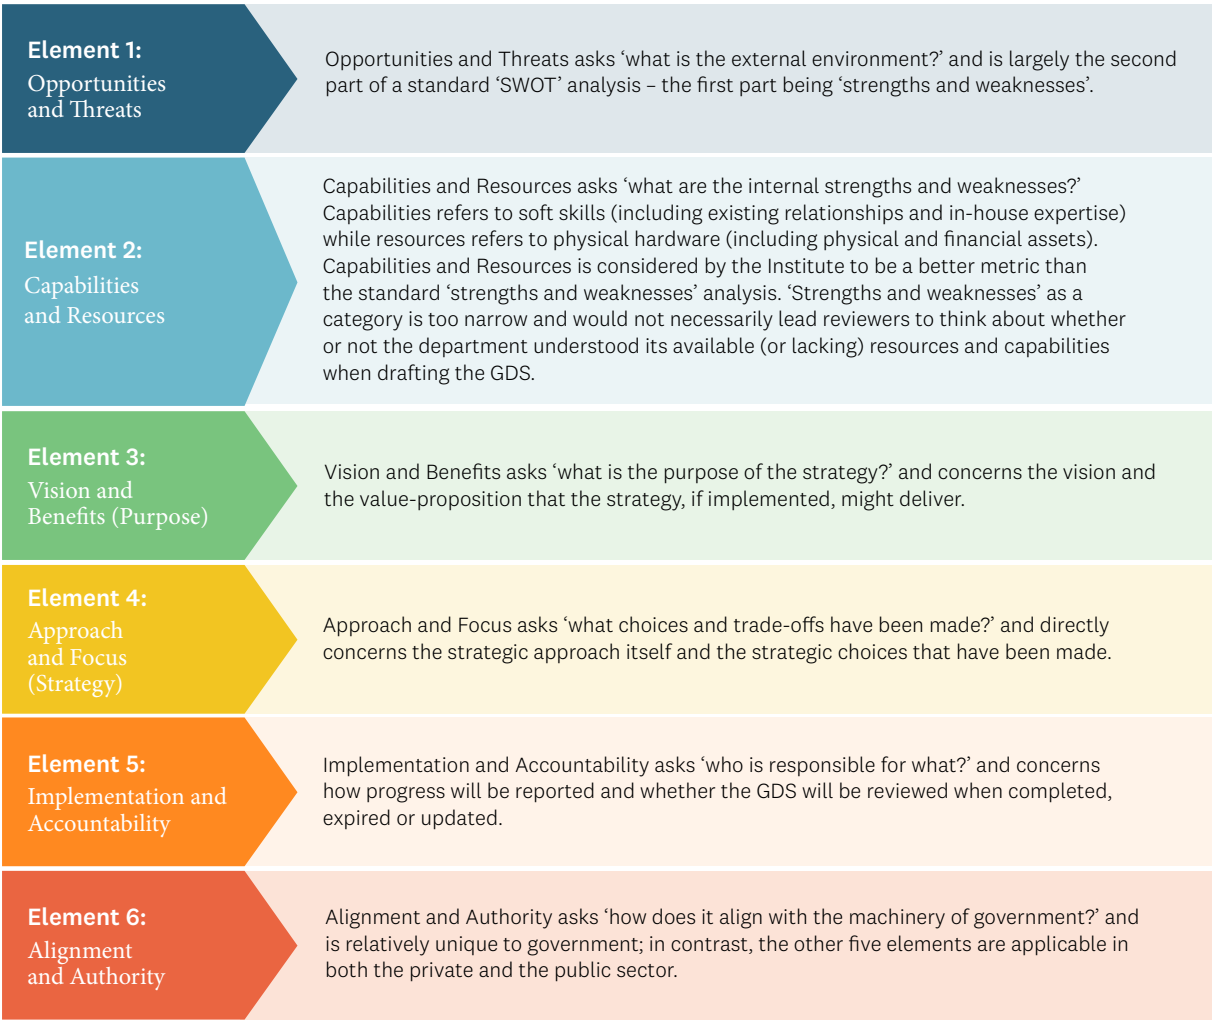 Element 1:
Opportunities
and Threats
Opportunities and Threats asks ‘what is the external environment?’ and is largely the second
part of a standard ‘SWOT’ analysis – the first part being ‘strengths and weaknesses’.
Element 2:
Capabilities
and Resources
Capabilities and Resources asks ‘what are the internal strengths and weaknesses?’
Capabilities refers to soft skills (including existing relationships and in-house expertise)
while resources refers to physical hardware (including physical and financial assets).
Capabilities and Resources is considered by the Institute to be a better metric than
the standard ‘strengths and weaknesses’ analysis. ‘Strengths and weaknesses’ as a
category is too narrow and would not necessarily lead reviewers to think about whether
or not the department understood its available (or lacking) resources and capabilities
when drafting the GDS.
Element 3:
Vision and
Benefits (Purpose)
Vision and Benefits asks ‘what is the purpose of the strategy?’ and concerns the vision and
the value-proposition that the strategy, if implemented, might deliver.
Element 4:
Approach
and Focus
(Strategy)
Approach and Focus asks ‘what choices and trade-offs have been made?’ and directly
concerns the strategic approach itself and the strategic choices that have been made.
Element 5:
Implementation and
Accountability
Implementation and Accountability asks ‘who is responsible for what?’ and concerns
how progress will be reported and whether the GDS will be reviewed when completed,
expired or updated.
Element 6:
Alignment
and Authority
Alignment and Authority asks ‘how does it align with the machinery of government?’ and
is relatively unique to government; in contrast, the other five elements are applicable in
both the private and the public sector.